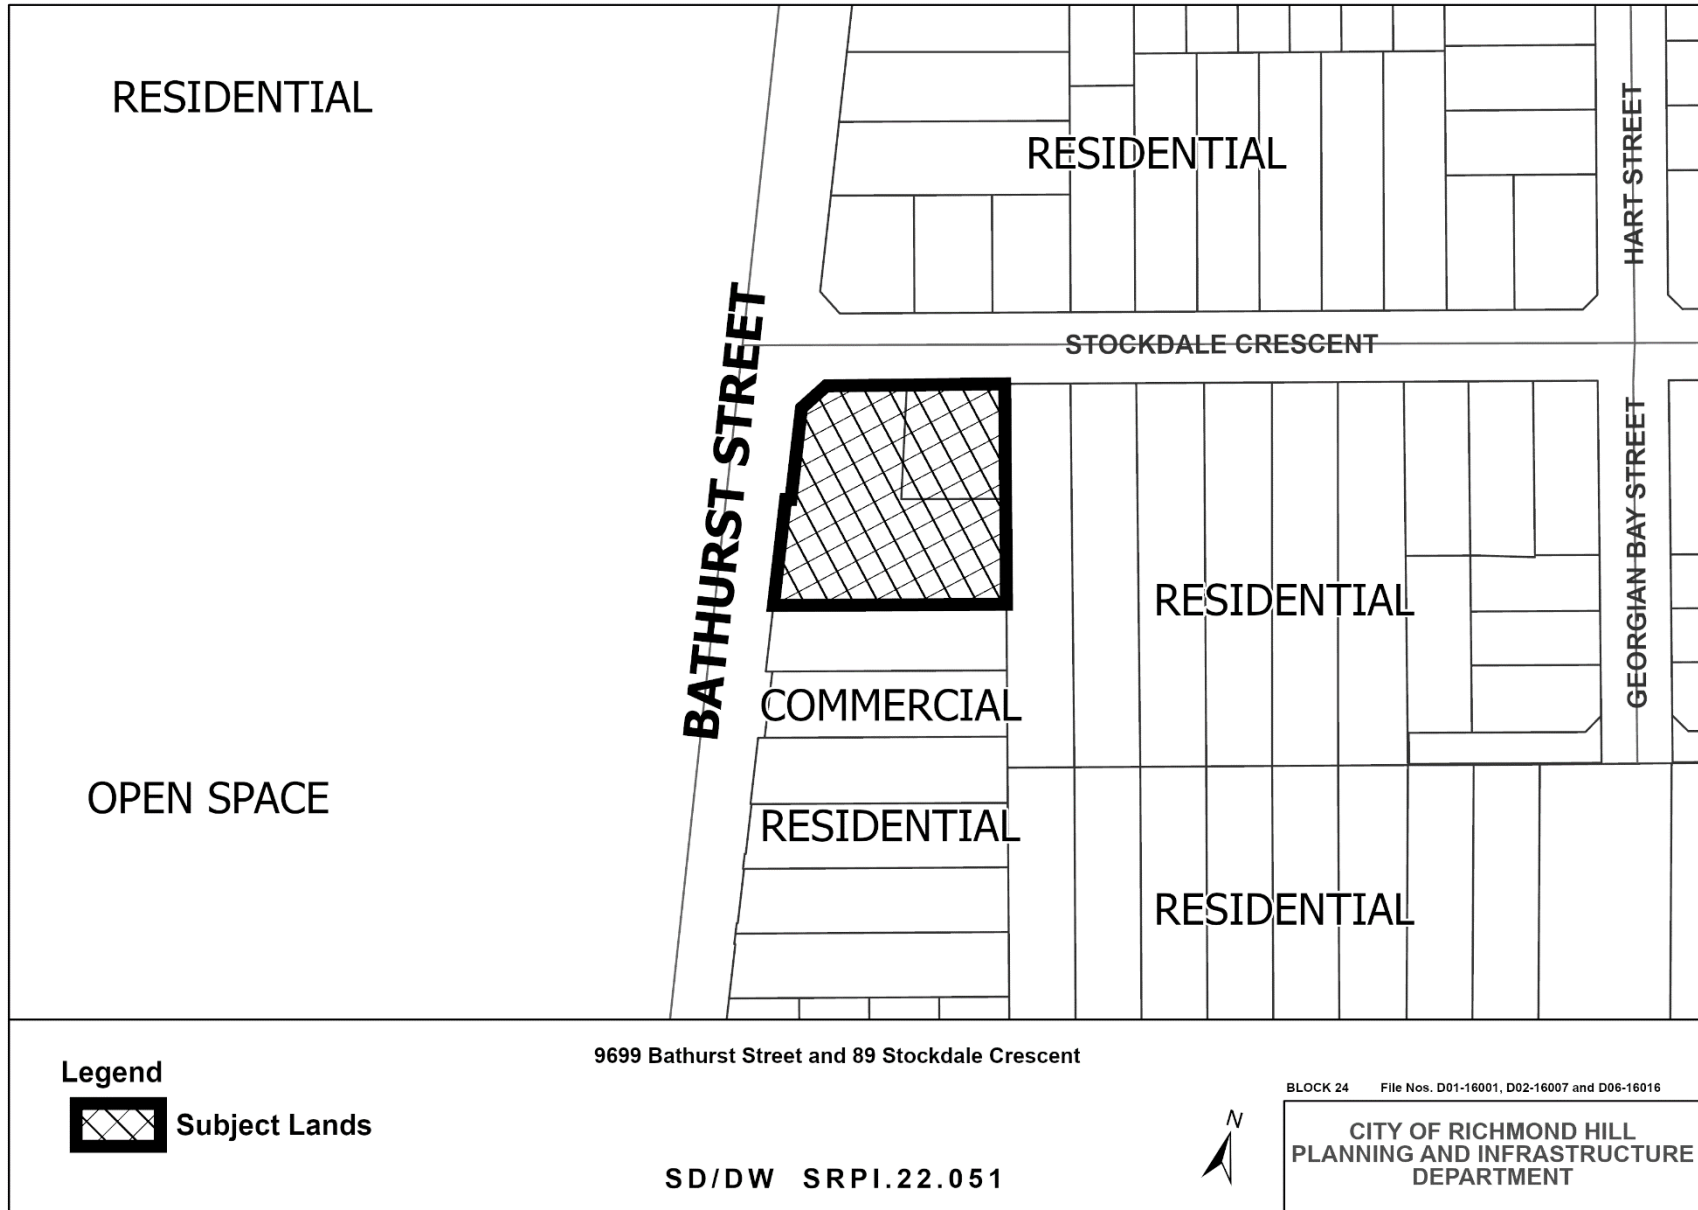 RESIDENTIAL
RESIDENTIAL
HART STREET
STOCKDALE CRESCENT
BATHURST STREET
GEORGIAN BAY STREET
RESIDENTIAL
COMMERCIAL
OPEN SPACE
RESIDENTIAL
RESIDENTIAL
9699 Bathurst Street and 89 Stockdale Crescent
Legend
Subject Lands
BLOCK 24 File Nos. D01-16001, D02-16007 and D06-16016
N
CITY OF RICHMOND HILL
PLANNING AND INFRASTRUCTURE
DEPARTMENT
SD/DW SRPI.22.051